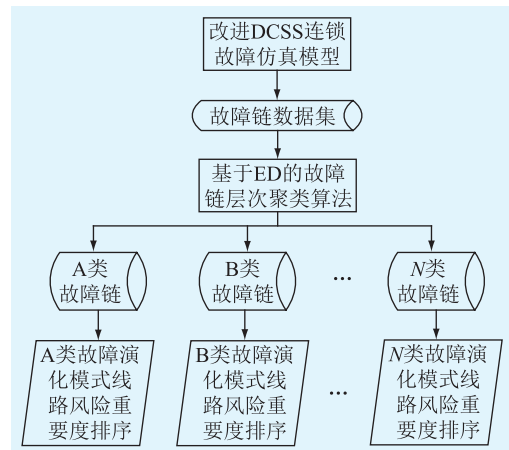 改进DCSS连锁
故障仿真模型
故障链数据集
基于ED的故障
链层次聚类算法
A类
故障链
B类
故障链
...
N类
故障链
A类故障演
化模式线
路风险重
要度排序
B类故障演
化模式线
路风险重
要度排序
...
N类故障演
化模式线
路风险重
要度排序